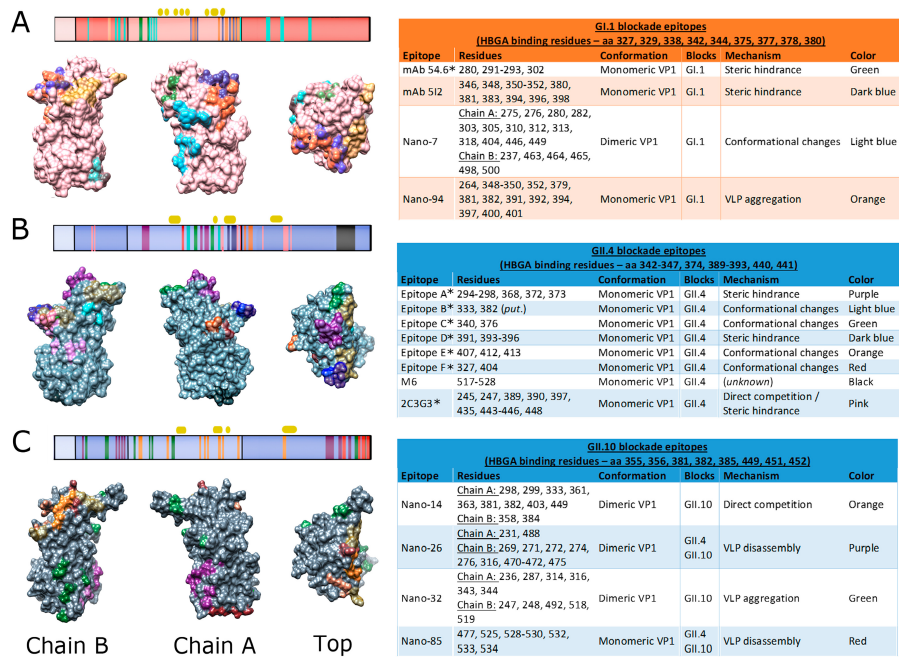 A
GI.1 blockade epitopes
(HBGA binding residues – aa 327, 329, 338, 342, 344, 375, 377, 378, 380)
Epitope Residues Conformation Blocks Mechanism Color
mAb 54.6* 280, 291-293, 302 Monomeric VP1 GI.1 Steric hindrance Green
mAb 5I2 346, 348, 350-352, 380, 381, 383, 394, 396, 398 Monomeric VP1 GI.1 Steric hindrance Dark blue
Nano-7 Chain A: 275, 276, 280, 282, 303, 305, 310, 312, 313, 318, 404, 446, 449 Chain B: 237, 463, 464, 465, 498, 500 Dimeric VP1 GI.1 Conformational changes Light blue
Nano-94 264, 348-350, 352, 379, 381, 382, 391, 392, 394, 397, 400, 401 Monomeric VP1 GI.1 VLP aggregation Orange
B
GII.4 blockade epitopes
(HBGA binding residues – aa 342-347, 374, 389-393, 440, 441)
Epitope Residues Conformation Blocks Mechanism Color
Epitope A* 294-298, 368, 372, 373 Monomeric VP1 GII.4 Steric hindrance Purple
Epitope B* 333, 382 (put.) Monomeric VP1 GII.4 Conformational changes Light blue
Epitope C* 340, 376 Monomeric VP1 GII.4 Conformational changes Green
Epitope D* 391, 393-396 Monomeric VP1 GII.4 Steric hindrance Dark blue
Epitope E* 407, 412, 413 Monomeric VP1 GII.4 Conformational changes Orange
Epitope F* 327, 404 Monomeric VP1 GII.4 Conformational changes Red
M6 517-528 Monomeric VP1 GII.4 (unknown) Black
2C3G3* 245, 247, 389, 390, 397, 435, 443-446, 448 Monomeric VP1 GII.4 Direct competition / Steric hindrance Pink
C
GII.10 blockade epitopes
(HBGA binding residues – aa 355, 356, 381, 382, 385, 449, 451, 452)
Epitope Residues Conformation Blocks Mechanism Color
Nano-14 Chain A: 298, 299, 333, 361, 363, 381, 382, 403, 449 Chain B: 358, 384 Dimeric VP1 GII.10 Direct competition Orange
Nano-26 Chain A: 231, 488 Chain B: 269, 271, 272, 274, 276, 316, 470-472, 475 Dimeric VP1 GII.4 GII.10 VLP disassembly Purple
Nano-32 Chain A: 236, 287, 314, 316, 343, 344 Chain B: 247, 248, 492, 518, 519 Dimeric VP1 GII.10 VLP aggregation Green
Nano-85 477, 525, 528-530, 532, 533, 534 Monomeric VP1 GII.4 GII.10 VLP disassembly Red
Chain B Chain A Top